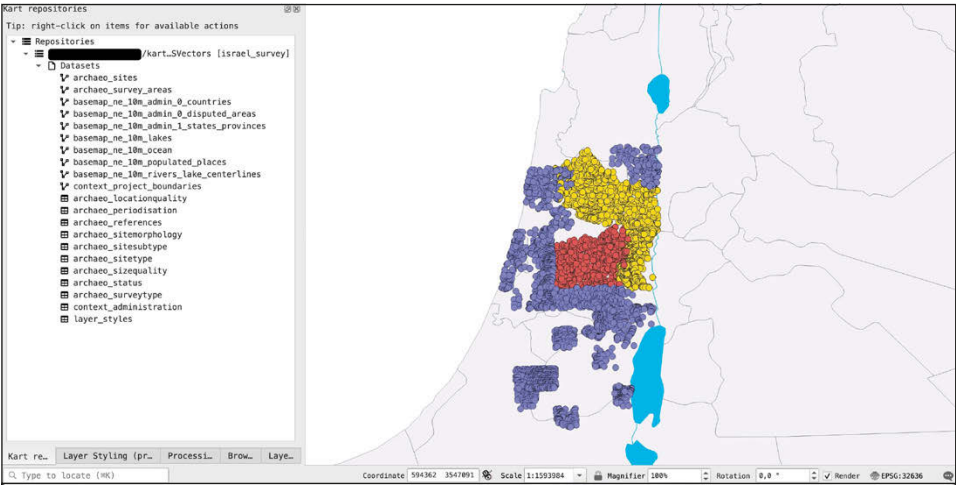 Kart repositories
Tip: right-click on items for available actions
Repositories
/kart…SVectors [israel_survey]
Datasets
archaeo_sites
archaeo_survey_areas
basemap_ne_10m_admin_0_countries
basemap_ne_10m_admin_0_disputed_areas
basemap_ne_10m_admin_1_states_provinces
basemap_ne_10m_lakes
basemap_ne_10m_ocean
basemap_ne_10m_populated_places
basemap_ne_10m_rivers_lake_centerlines
context_project_boundaries
archaeo_locationquality
archaeo_periodisation
archaeo_references
archaeo_sitemorphology
archaeo_sitesubtype
archaeo_sitetype
archaeo_sizequality
archaeo_status
archaeo_surveytype
context_administration
layer_styles
Kart re… Layer Styling (pr… Processi… Brow… Laye…
Type to locate (⌘K) Coordinate 594362 3547091 Scale 1:1593984 Magnifier 100% Rotation 0,0 ° Render EPSG:32636